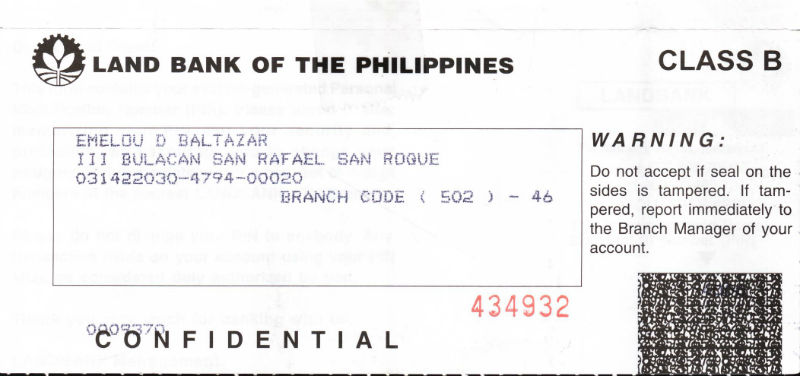 LAND BANK OF THE PHILIPPINES
CLASS B
LANDBANK
EMELOU D BALTAZAR
III BULACAN SAN RAFAEL SAN ROQUE
031422030-4794-00020
BRANCH CODE ( 502 ) - 46
WARNING:
Do not accept if seal on the
sides is tampered. If tam-
pered, report immediately to
the Branch Manager of your
account.
434932
0009370
CONFIDENTIAL